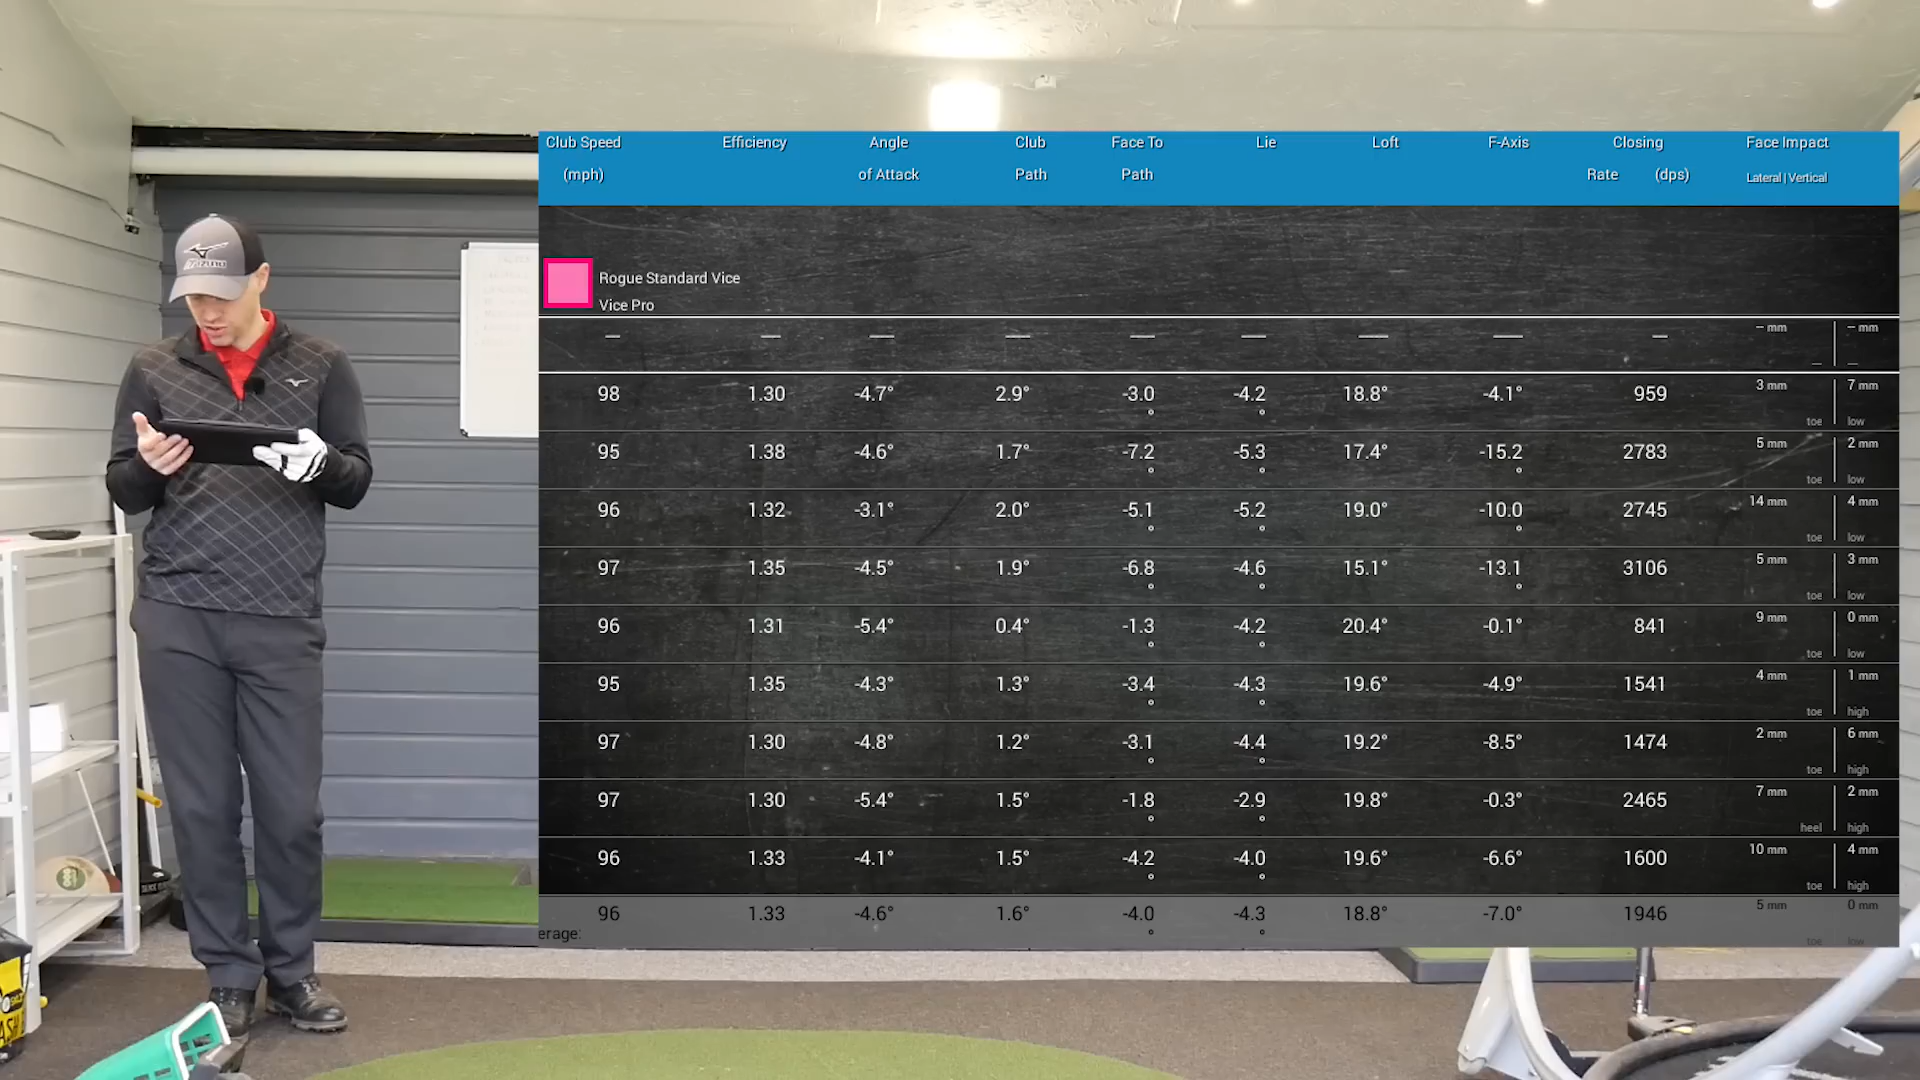 Club Speed Efficiency Angle Club Face To Lie Loft F-Axis Closing Face Impact
(mph) of Attack Path Path Rate (dps) Lateral | Vertical
Rogue Standard Vice
Vice Pro
— — — — — — — — — -- mm -- mm
— —
98 1.30 -4.7° 2.9° -3.0° -4.2° 18.8° -4.1° 959 3 mm 7 mm
toe low
95 1.38 -4.6° 1.7° -7.2° -5.3° 17.4° -15.2° 2783 5 mm 2 mm
toe low
96 1.32 -3.1° 2.0° -5.1° -5.2° 19.0° -10.0° 2745 14 mm 4 mm
toe low
97 1.35 -4.5° 1.9° -6.8° -4.6° 15.1° -13.1° 3106 5 mm 3 mm
toe low
96 1.31 -5.4° 0.4° -1.3° -4.2° 20.4° -0.1° 841 9 mm 0 mm
toe low
95 1.35 -4.3° 1.3° -3.4° -4.3° 19.6° -4.9° 1541 4 mm 1 mm
toe high
97 1.30 -4.8° 1.2° -3.1° -4.4° 19.2° -8.5° 1474 2 mm 6 mm
toe high
97 1.30 -5.4° 1.5° -1.8° -2.9° 19.8° -0.3° 2465 7 mm 2 mm
heel high
96 1.33 -4.1° 1.5° -4.2° -4.0° 19.6° -6.6° 1600 10 mm 4 mm
toe high
96 1.33 -4.6° 1.6° -4.0° -4.3° 18.8° -7.0° 1946 5 mm 0 mm
erage: toe low
MIZUNO